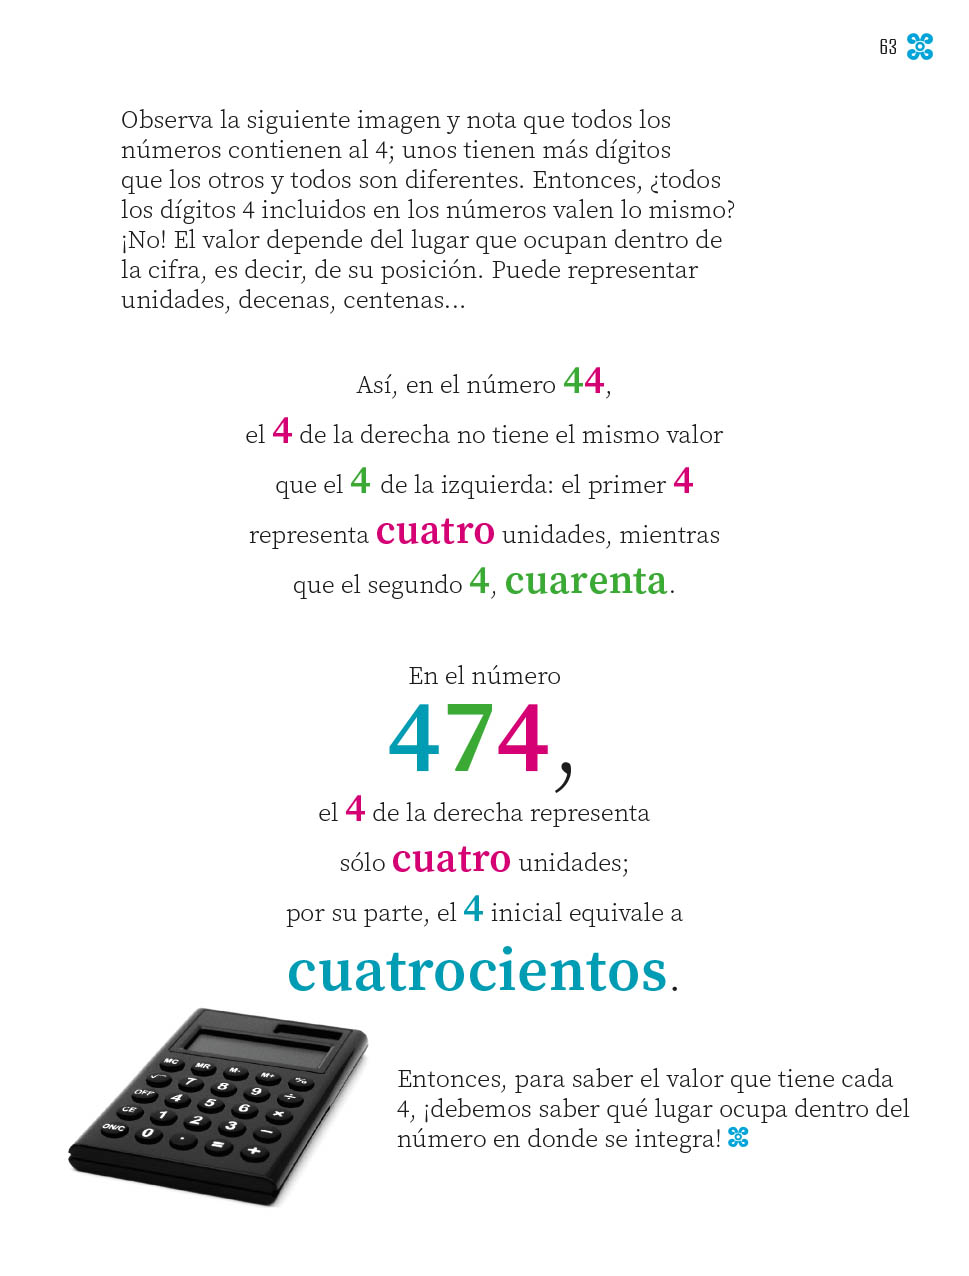 63
Observa la siguiente imagen y nota que todos los
números contienen al 4; unos tienen más dígitos
que los otros y todos son diferentes. Entonces, ¿todos
los dígitos 4 incluidos en los números valen lo mismo?
¡No! El valor depende del lugar que ocupan dentro de
la cifra, es decir, de su posición. Puede representar
unidades, decenas, centenas...
Así, en el número 44,
el 4 de la derecha no tiene el mismo valor
que el 4 de la izquierda: el primer 4
representa cuatro unidades, mientras
que el segundo 4, cuarenta.
En el número
474,
el 4 de la derecha representa
sólo cuatro unidades;
por su parte, el 4 inicial equivale a
cuatrocientos.
MC MR M- M+ %
√ 7 8 9 ÷
OFF 4 5 6 ×
CE 1 2 3 −
ON/C 0 . = +
Entonces, para saber el valor que tiene cada
4, ¡debemos saber qué lugar ocupa dentro del
número en donde se integra!